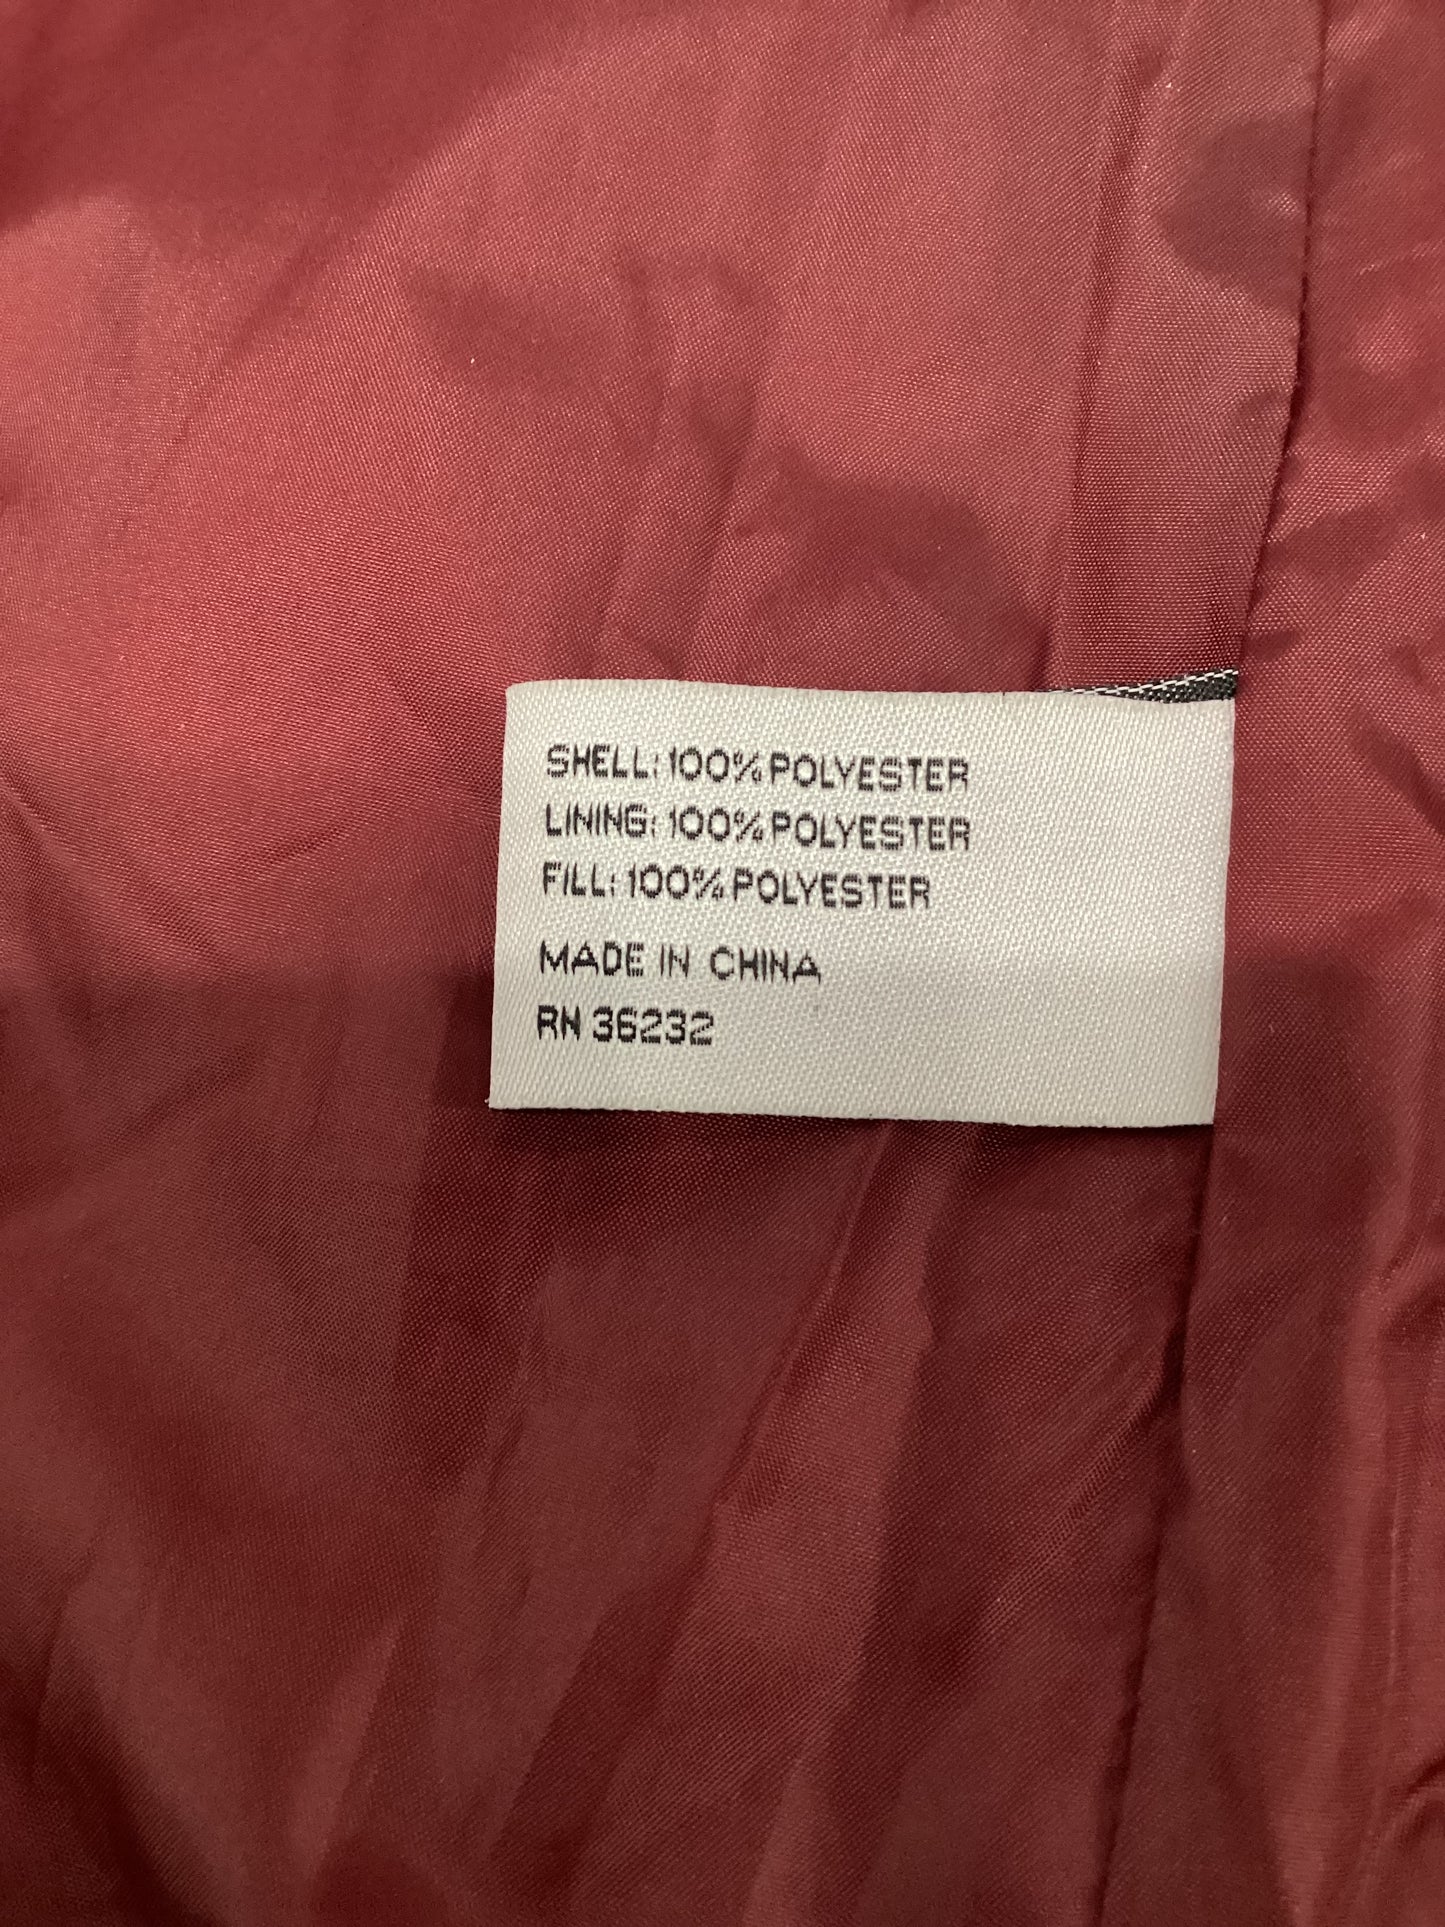 SHELL: 100% POLYESTER
LINING: 100% POLYESTER
FILL: 100% POLYESTER
MADE IN CHINA
RN 36232